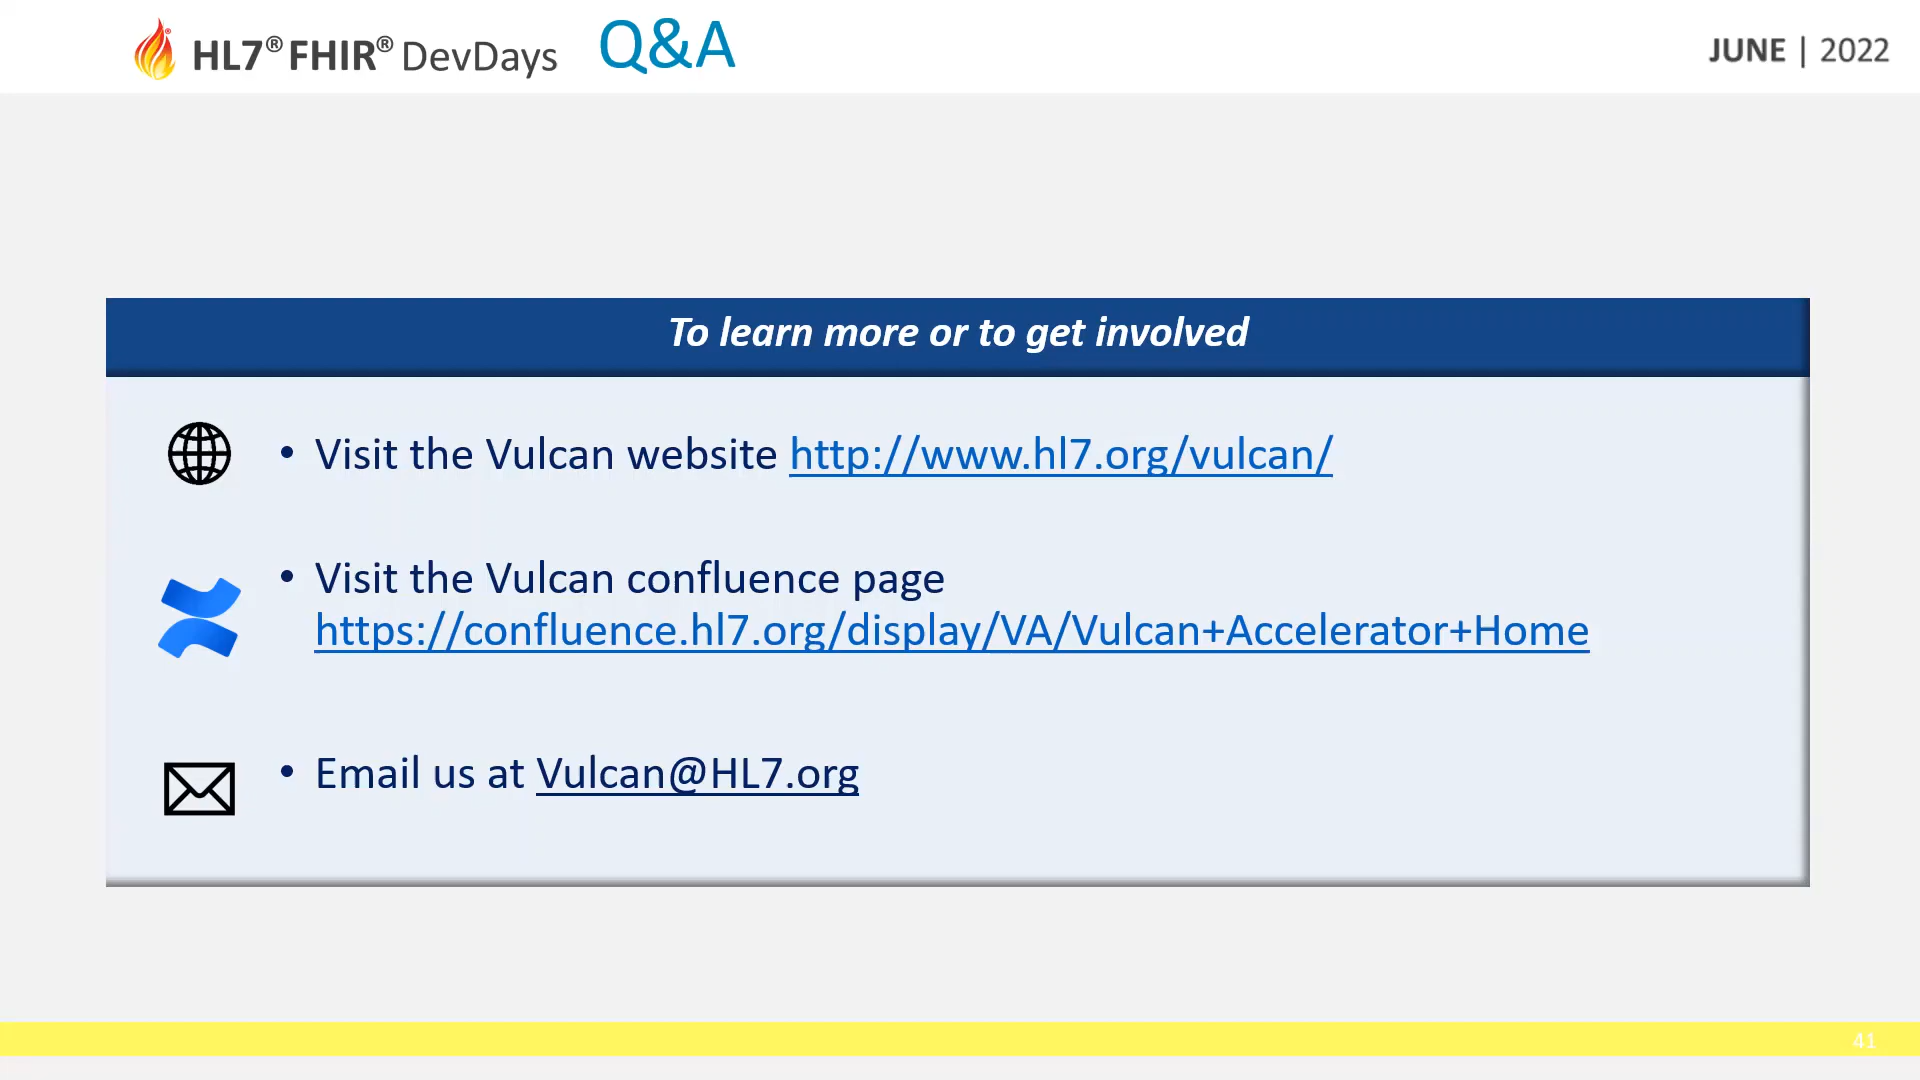 HL7® FHIR® DevDays
Q&A
JUNE | 2022
To learn more or to get involved
• Visit the Vulcan website http://www.hl7.org/vulcan/
• Visit the Vulcan confluence page
https://confluence.hl7.org/display/VA/Vulcan+Accelerator+Home
• Email us at Vulcan@HL7.org
41